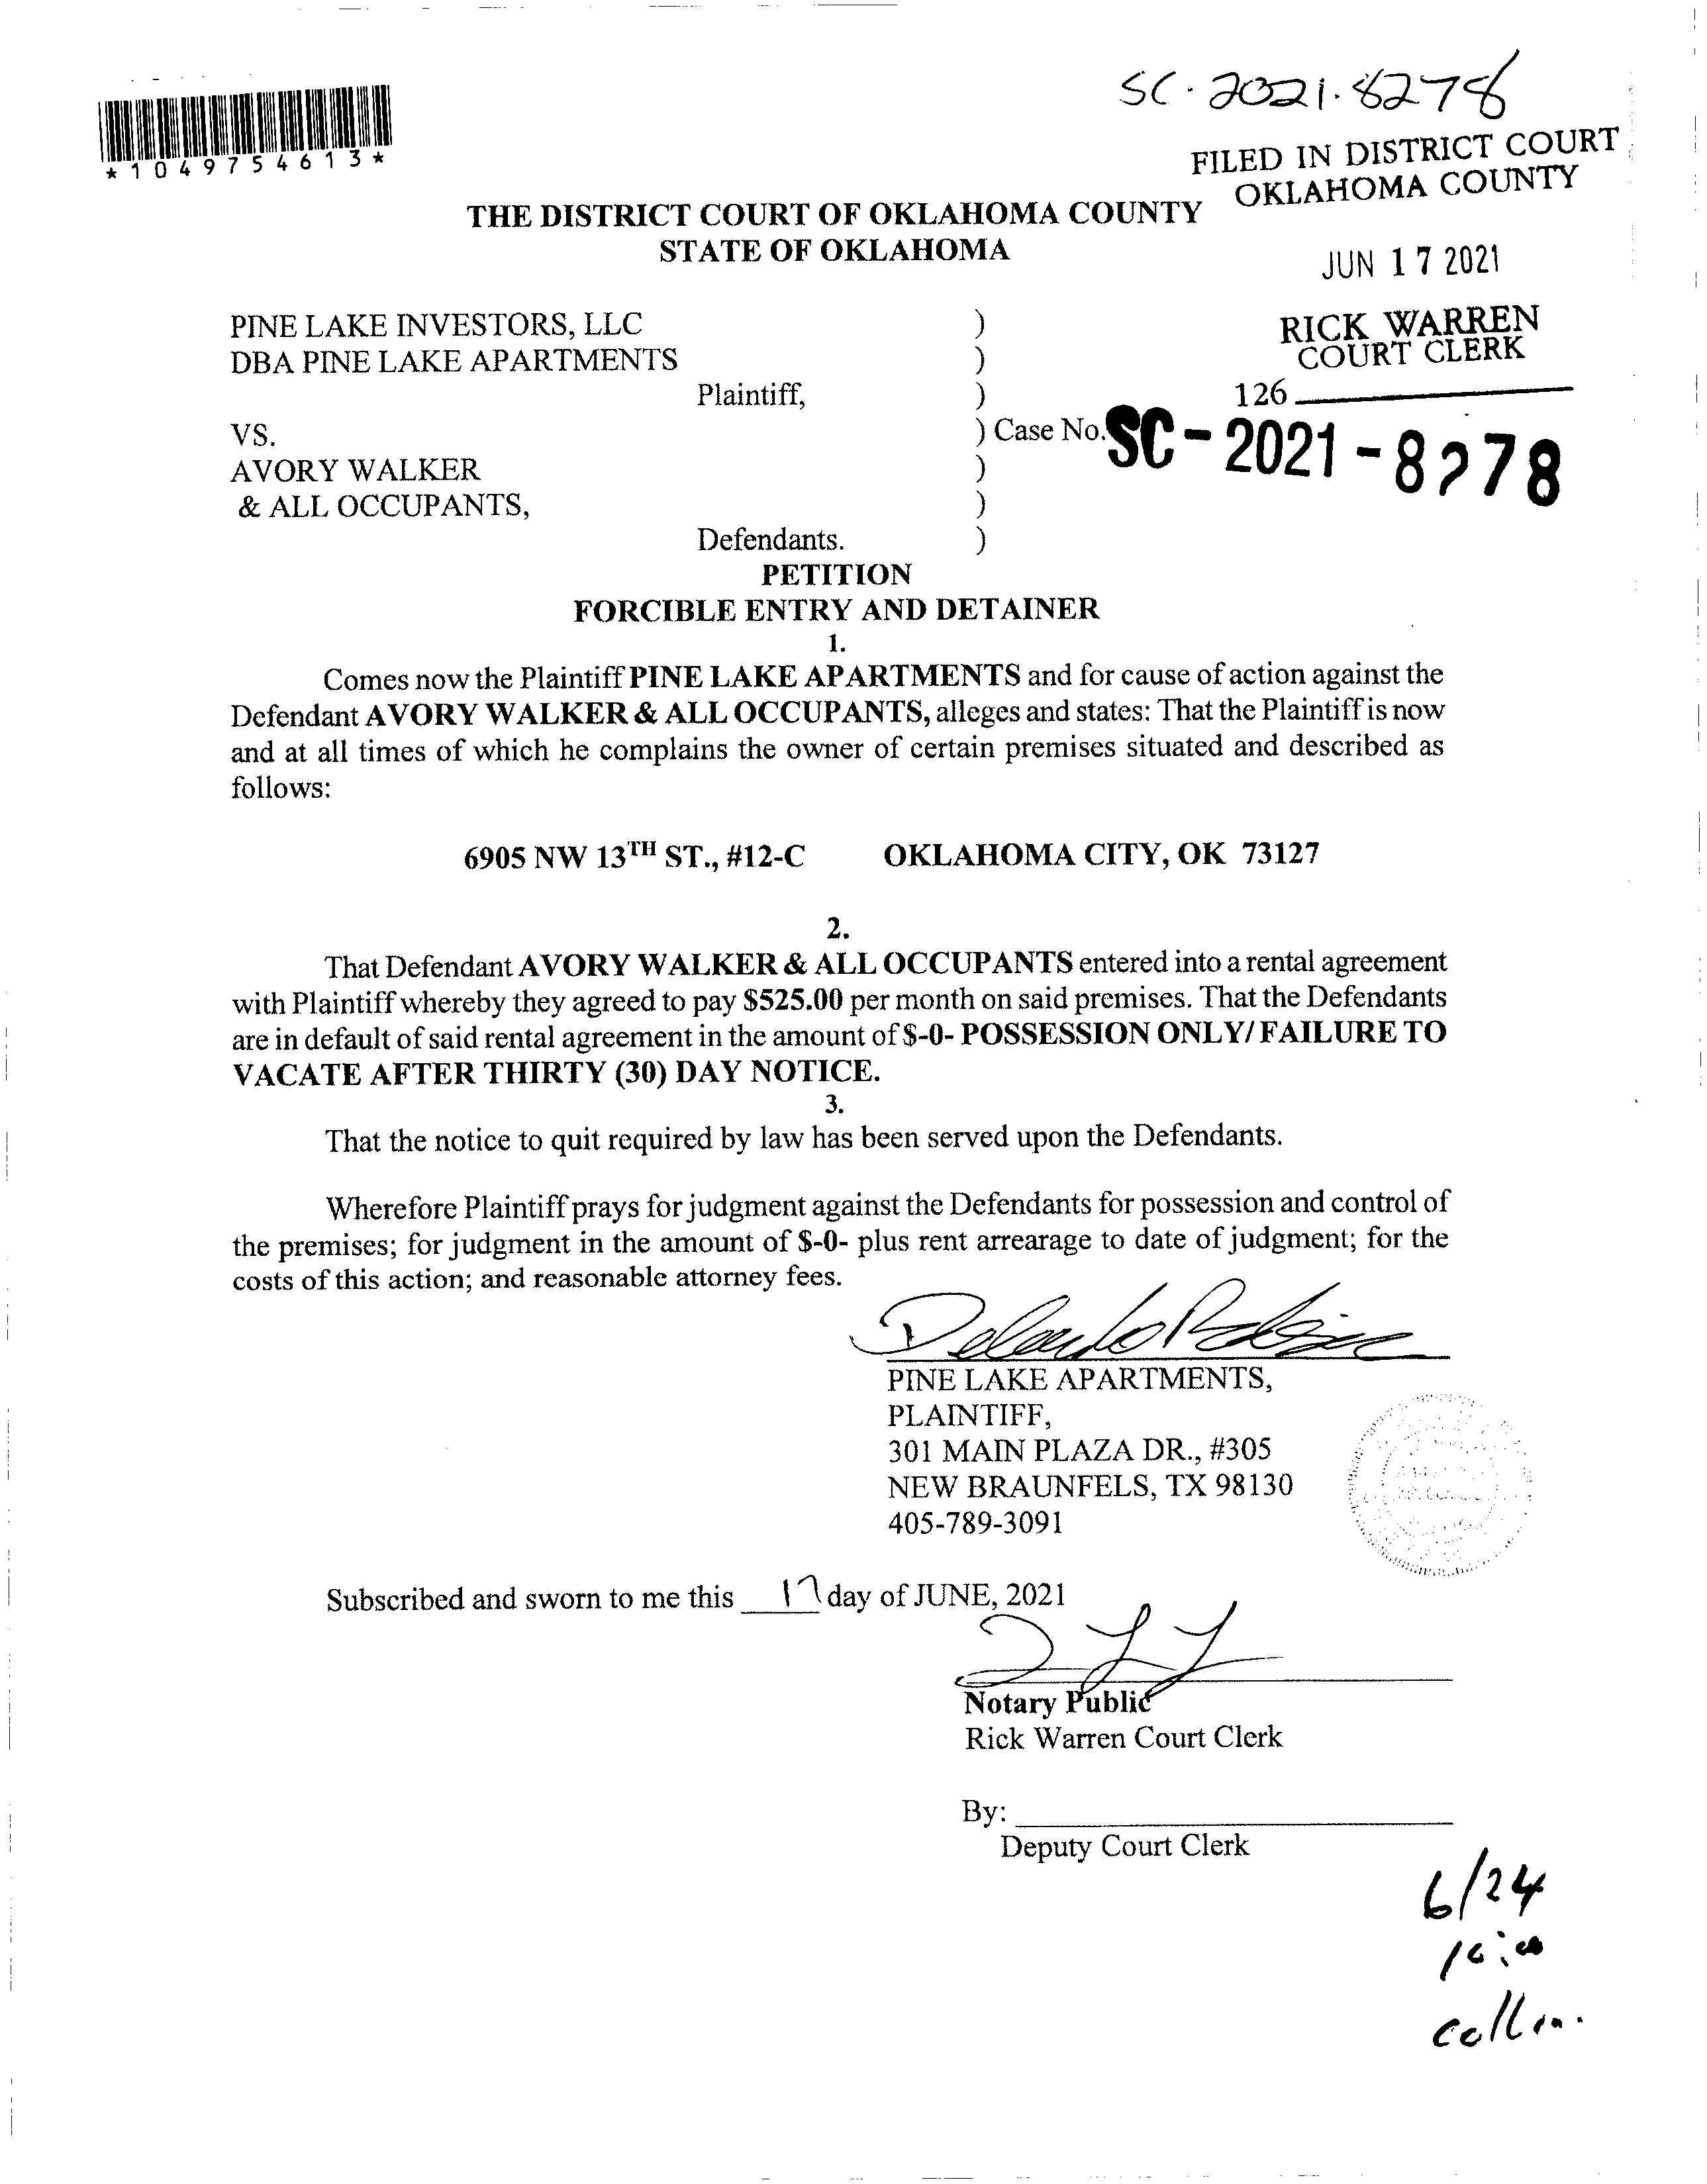 SC-2021-8278
*1049754613*
FILED IN DISTRICT COURT
OKLAHOMA COUNTY
THE DISTRICT COURT OF OKLAHOMA COUNTY
STATE OF OKLAHOMA
JUN 17 2021
PINE LAKE INVESTORS, LLC )
DBA PINE LAKE APARTMENTS )
Plaintiff, )
RICK WARREN
COURT CLERK
126
VS. ) Case No. SC-2021-8278
AVORY WALKER )
& ALL OCCUPANTS, )
Defendants. )
PETITION
FORCIBLE ENTRY AND DETAINER
1.
Comes now the Plaintiff PINE LAKE APARTMENTS and for cause of action against the
Defendant AVORY WALKER & ALL OCCUPANTS, alleges and states: That the Plaintiff is now
and at all times of which he complains the owner of certain premises situated and described as
follows:
6905 NW 13TH ST., #12-C OKLAHOMA CITY, OK 73127
2.
That Defendant AVORY WALKER & ALL OCCUPANTS entered into a rental agreement
with Plaintiff whereby they agreed to pay $525.00 per month on said premises. That the Defendants
are in default of said rental agreement in the amount of $-0- POSSESSION ONLY/ FAILURE TO
VACATE AFTER THIRTY (30) DAY NOTICE.
3.
That the notice to quit required by law has been served upon the Defendants.
Wherefore Plaintiff prays for judgment against the Defendants for possession and control of
the premises; for judgment in the amount of $-0- plus rent arrearage to date of judgment; for the
costs of this action; and reasonable attorney fees.
PINE LAKE APARTMENTS,
PLAINTIFF,
301 MAIN PLAZA DR., #305
NEW BRAUNFELS, TX 98130
405-789-3091
Subscribed and sworn to me this 17 day of JUNE, 2021
Notary Public
Rick Warren Court Clerk
By:
Deputy Court Clerk
6/24